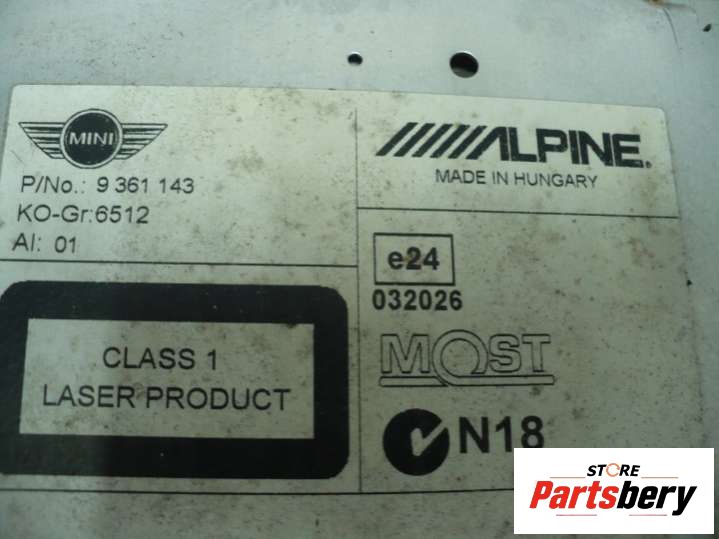 MINI
P/No.: 9 361 143
KO-Gr:6512
AI: 01
CLASS 1
LASER PRODUCT
ALPINE.
MADE IN HUNGARY
e24
032026
MOST
N18
STORE
Partsbery